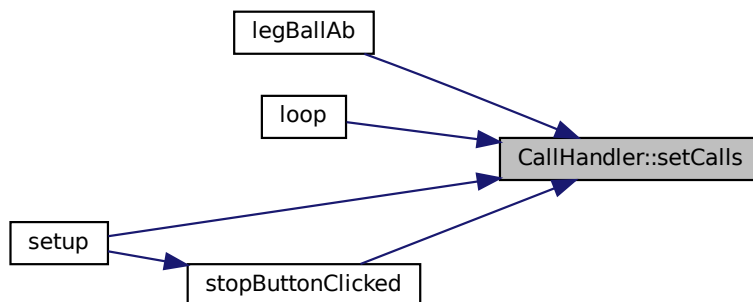 legBallAb
loop
CallHandler::setCalls
setup
stopButtonClicked